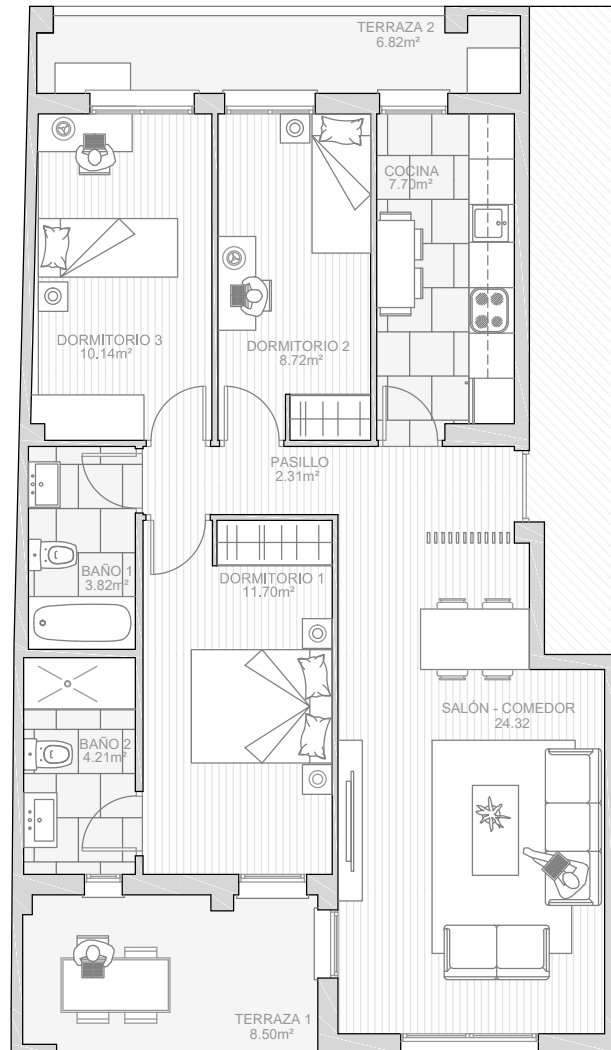 TERRAZA 2
6.82m²
COCINA
7.70m²
DORMITORIO 3
10.14m²
DORMITORIO 2
8.72m²
PASILLO
2.31m²
BAÑO 1
3.82m²
DORMITORIO 1
11.70m²
SALÓN - COMEDOR
24.32
BAÑO 2
4.21m²
TERRAZA 1
8.50m²